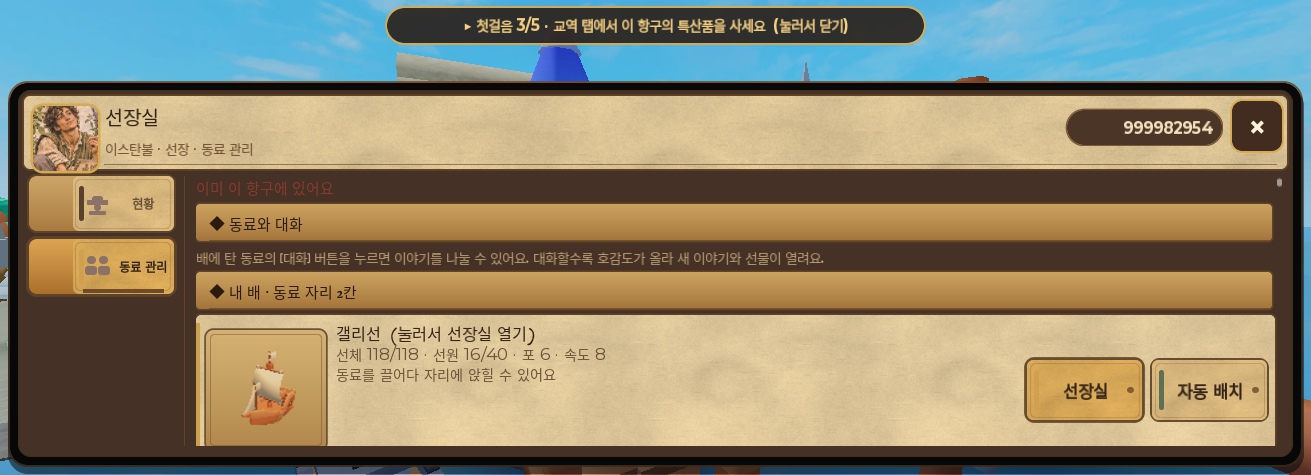 ▸ 첫걸음 3/5 · 교역 탭에서 이 항구의 특산품을 사세요 (눌러서 닫기)
선장실
이스탄불 · 선장 · 동료 관리
999982954
×
현황
동료 관리
이미 이 항구에 있어요
◆ 동료와 대화
배에 탄 동료의 [대화] 버튼을 누르면 이야기를 나눌 수 있어요. 대화할수록 호감도가 올라 새 이야기와 선물이 열려요.
◆ 내 배 · 동료 자리 2칸
갤리선 (눌러서 선장실 열기)
선체 118/118 · 선원 16/40 · 포 6 · 속도 8
동료를 끌어다 자리에 앉힐 수 있어요
선장실
자동 배치